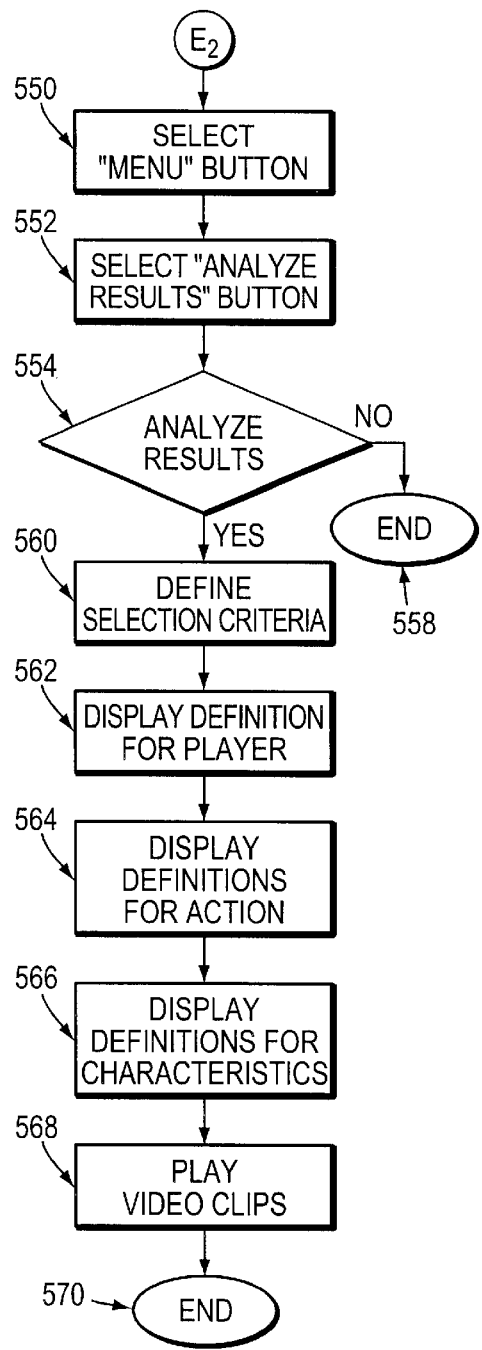 E2
550
SELECT
"MENU" BUTTON
552
SELECT "ANALYZE
RESULTS" BUTTON
554
ANALYZE
RESULTS
NO
END
558
YES
560
DEFINE
SELECTION CRITERIA
562
DISPLAY DEFINITION
FOR PLAYER
564
DISPLAY
DEFINITIONS
FOR ACTION
566
DISPLAY
DEFINITIONS FOR
CHARACTERISTICS
568
PLAY
VIDEO CLIPS
570
END